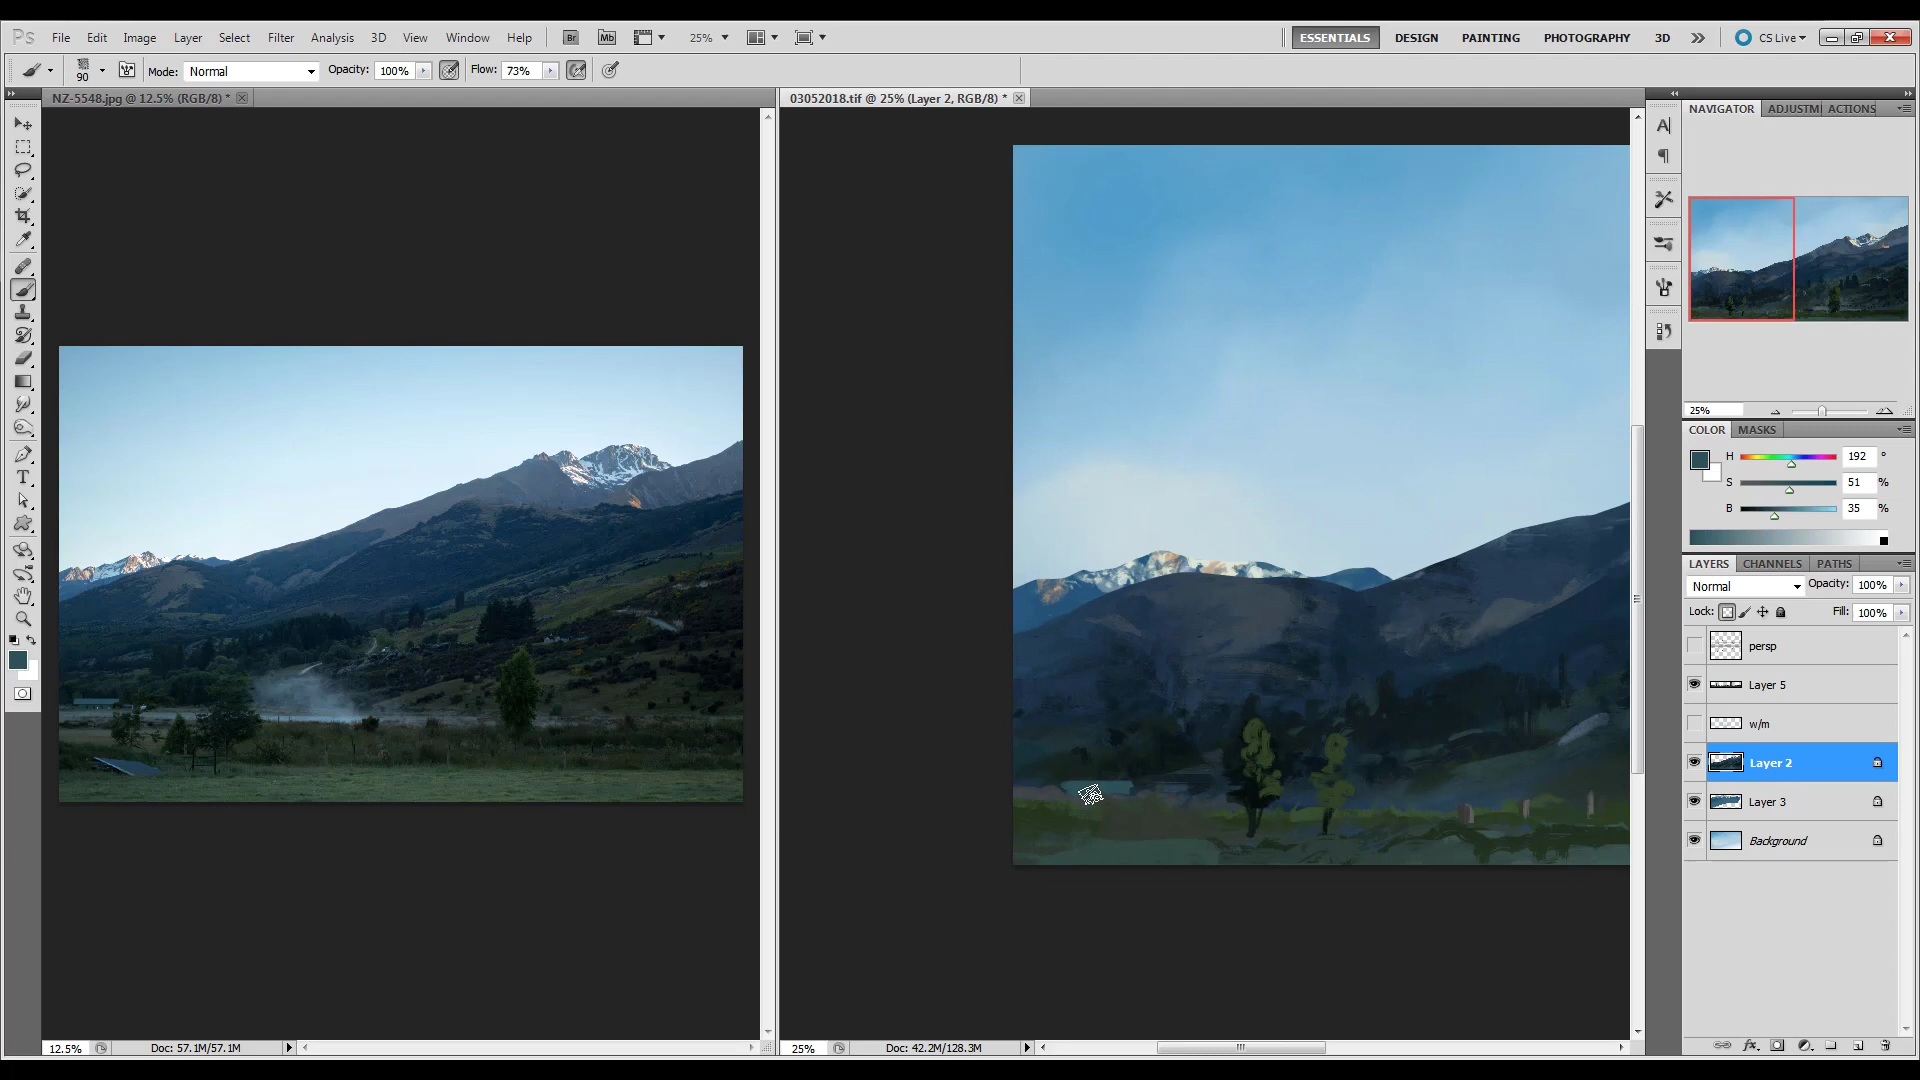 Ps File Edit Image Layer Select Filter Analysis 3D View Window Help Br Mb 25% ESSENTIALS DESIGN PAINTING PHOTOGRAPHY 3D CS Live
90 Mode: Normal Opacity: 100% Flow: 73%
NZ-5548.jpg @ 12.5% (RGB/8) * 03052018.tif @ 25% (Layer 2, RGB/8) *
NAVIGATOR ADJUSTM ACTIONS
25%
COLOR MASKS
H 192 °
S 51 %
B 35 %
LAYERS CHANNELS PATHS
Normal Opacity: 100%
Lock: Fill: 100%
persp
Layer 5
w/m
Layer 2
Layer 3
Background
12.5% Doc: 57.1M/57.1M 25% Doc: 42.2M/128.3M